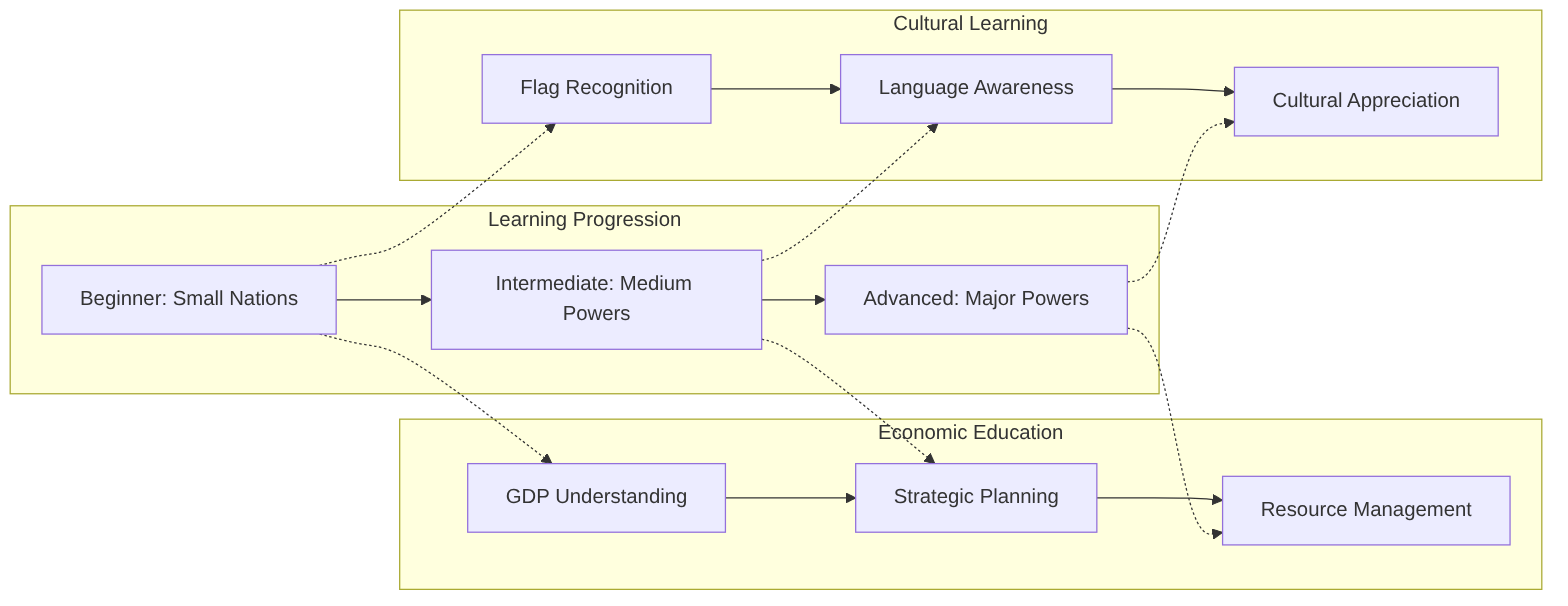 Cultural Learning
Flag Recognition
Language Awareness
Cultural Appreciation
Learning Progression
Beginner: Small Nations
Intermediate: Medium
Powers
Advanced: Major Powers
Economic Education
GDP Understanding
Strategic Planning
Resource Management